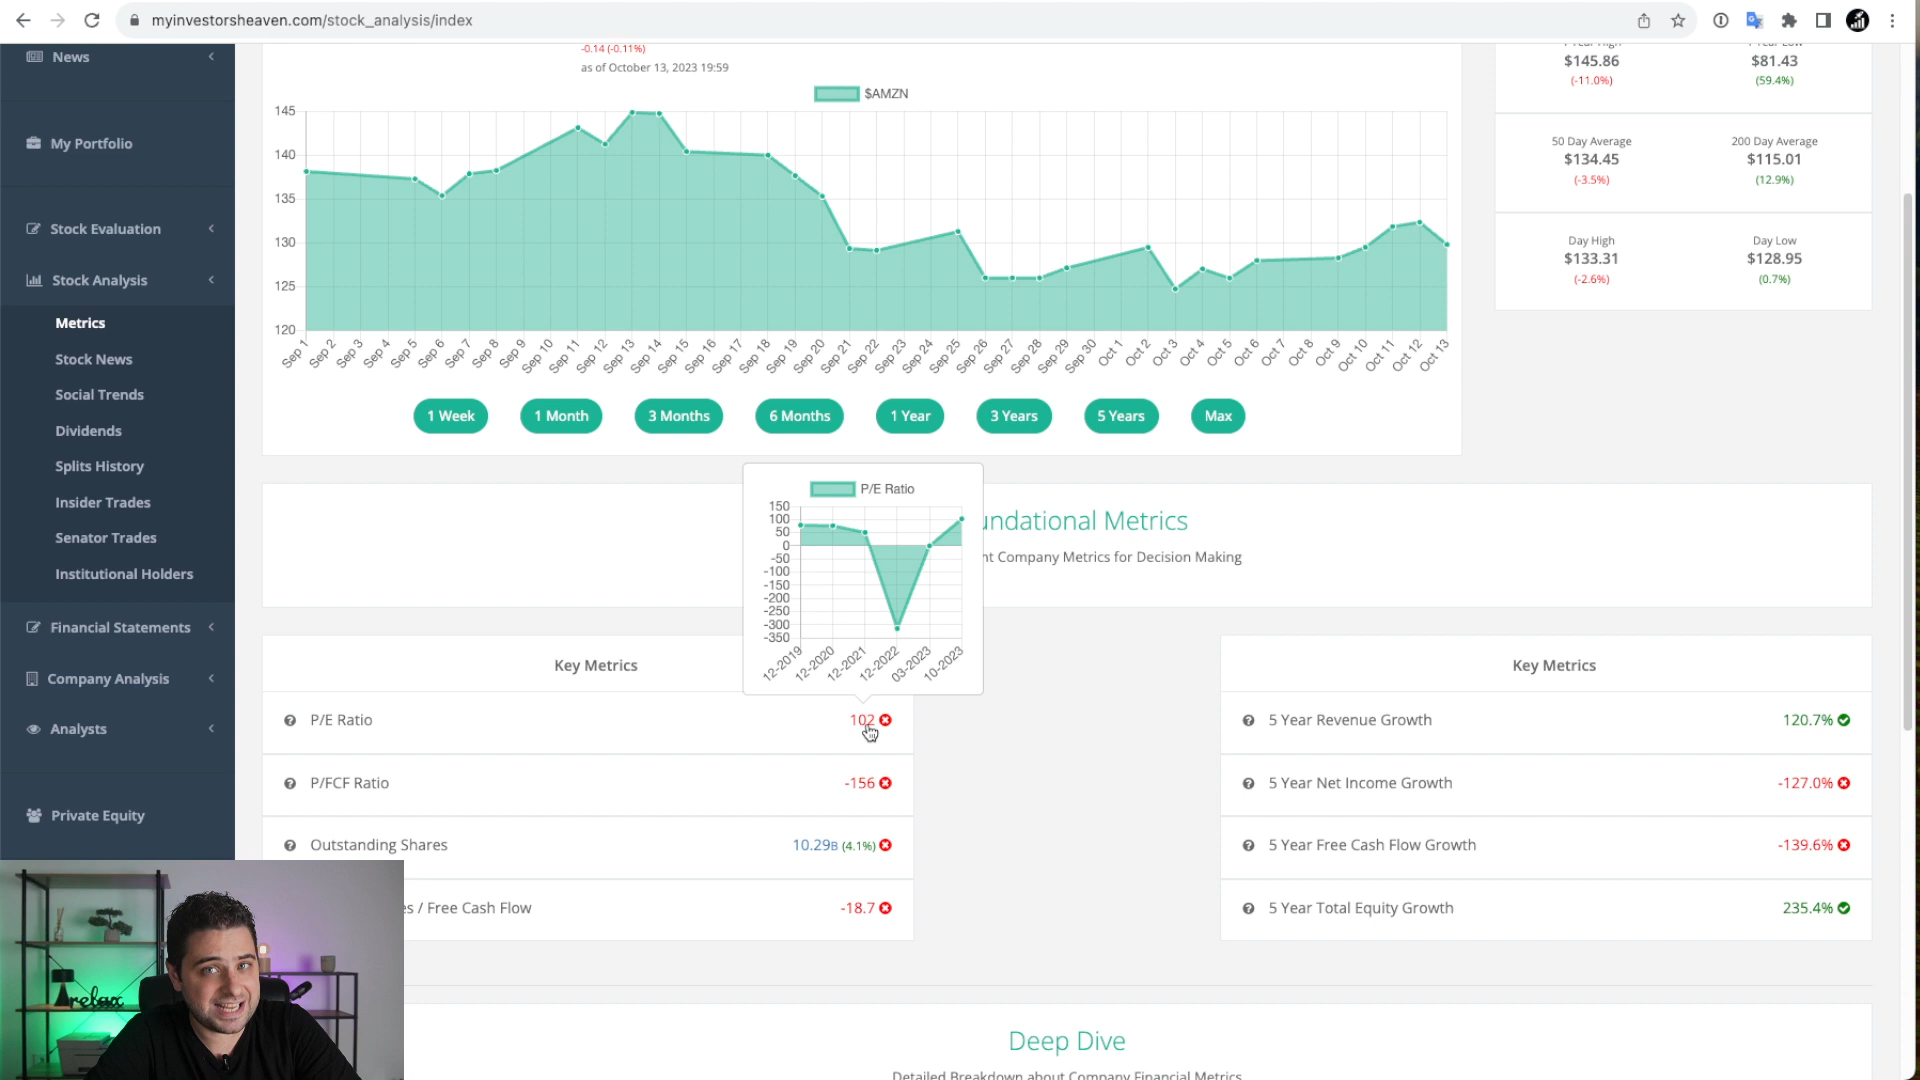 myinvestorsheaven.com/stock_analysis/index
News
My Portfolio
Stock Evaluation
Stock Analysis
Metrics
Stock News
Social Trends
Dividends
Splits History
Insider Trades
Senator Trades
Institutional Holders
Financial Statements
Company Analysis
Analysts
Private Equity
-0.14 (-0.11%)
as of October 13, 2023 19:59
$AMZN
145
140
135
130
125
120
Sep 1 Sep 2 Sep 3 Sep 4 Sep 5 Sep 6 Sep 7 Sep 8 Sep 9 Sep 10 Sep 11 Sep 12 Sep 13 Sep 14 Sep 15 Sep 16 Sep 17 Sep 18 Sep 19 Sep 20 Sep 21 Sep 22 Sep 23 Sep 24 Sep 25 Sep 26 Sep 27 Sep 28 Sep 29 Sep 30 Oct 1 Oct 2 Oct 3 Oct 4 Oct 5 Oct 6 Oct 7 Oct 8 Oct 9 Oct 10 Oct 11 Oct 12 Oct 13
1 Week 1 Month 3 Months 6 Months 1 Year 3 Years 5 Years Max
1 Year High 1 Year Low
$145.86 $81.43
(-11.0%) (59.4%)
50 Day Average 200 Day Average
$134.45 $115.01
(-3.5%) (12.9%)
Day High Day Low
$133.31 $128.95
(-2.6%) (0.7%)
P/E Ratio
150
100
50
0
-50
-100
-150
-200
-250
-300
-350
12-2019 12-2020 12-2021 12-2022 03-2023 10-2023
undational Metrics
nt Company Metrics for Decision Making
Key Metrics
P/E Ratio 102
P/FCF Ratio -156
Outstanding Shares 10.29B (4.1%)
es / Free Cash Flow -18.7
Key Metrics
5 Year Revenue Growth 120.7%
5 Year Net Income Growth -127.0%
5 Year Free Cash Flow Growth -139.6%
5 Year Total Equity Growth 235.4%
relax
Deep Dive
Detailed Breakdown about Company Financial Metrics